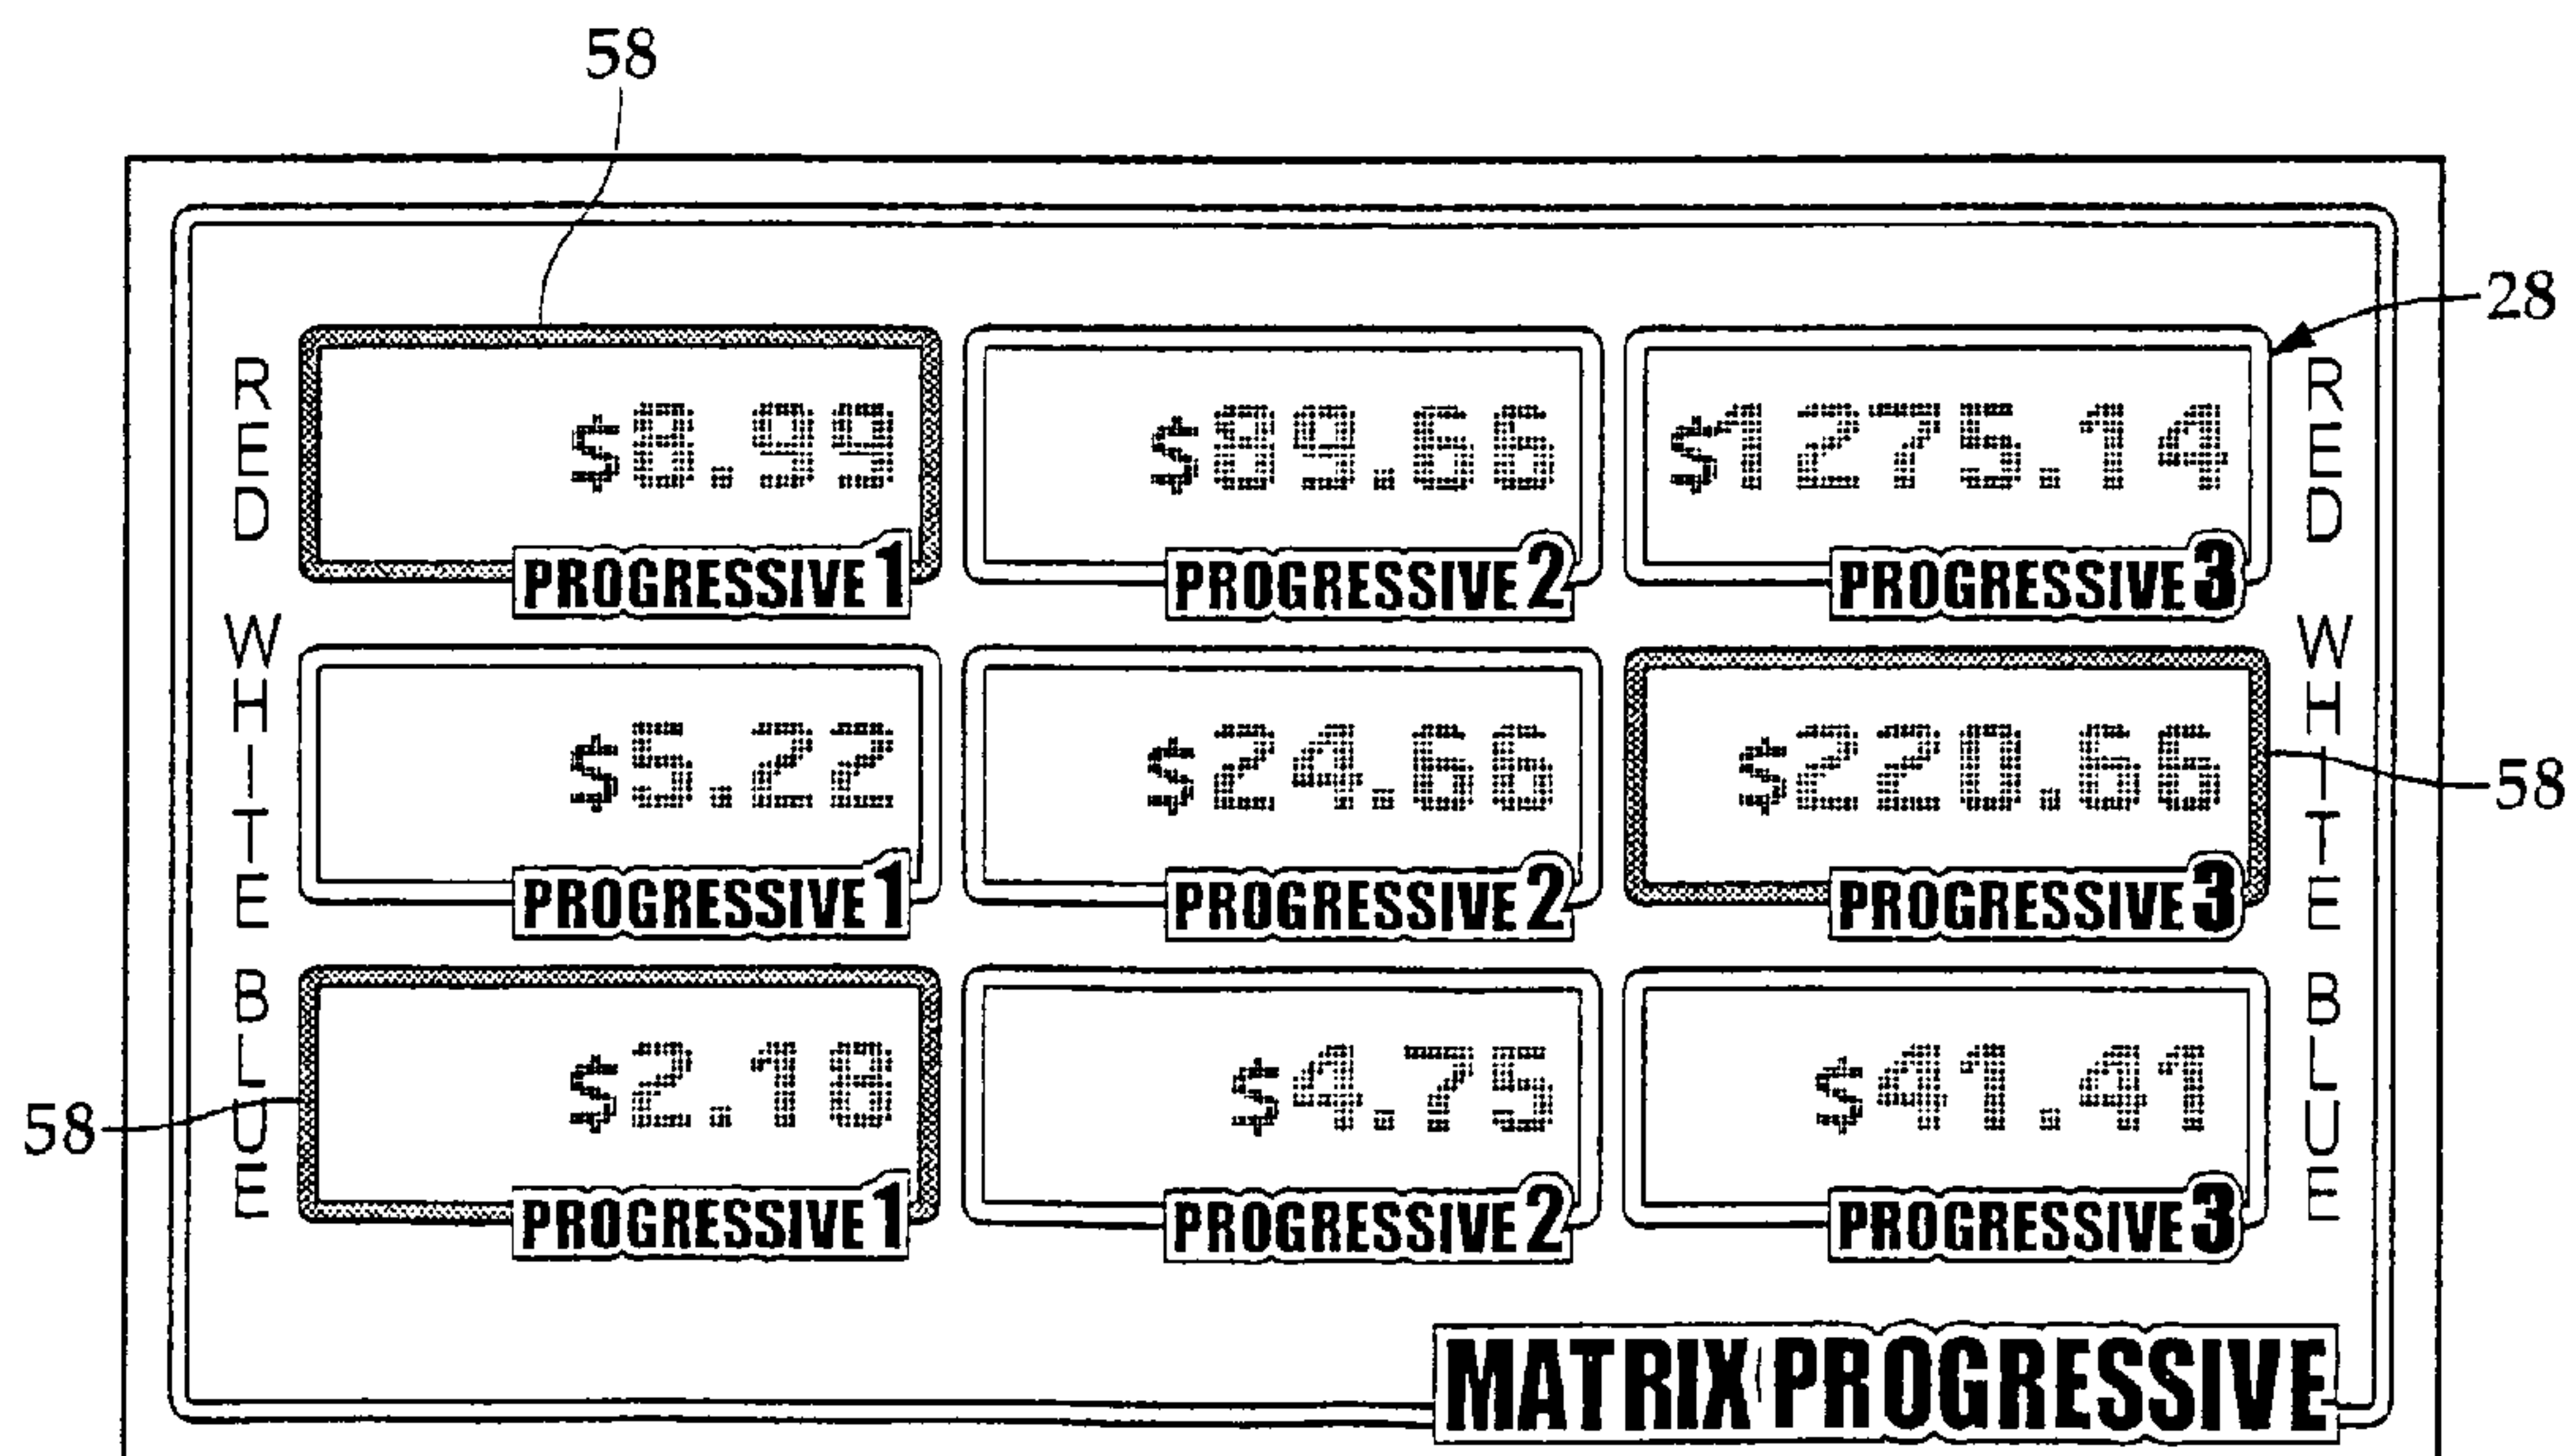 58
28
RED $8.99 $89.66 $1275.14 RED
PROGRESSIVE 1 PROGRESSIVE 2 PROGRESSIVE 3
WHITE $5.22 $24.66 $220.66 WHITE
58
PROGRESSIVE 1 PROGRESSIVE 2 PROGRESSIVE 3
BLUE $2.18 $4.75 $41.41 BLUE
58
PROGRESSIVE 1 PROGRESSIVE 2 PROGRESSIVE 3
MATRIX PROGRESSIVE